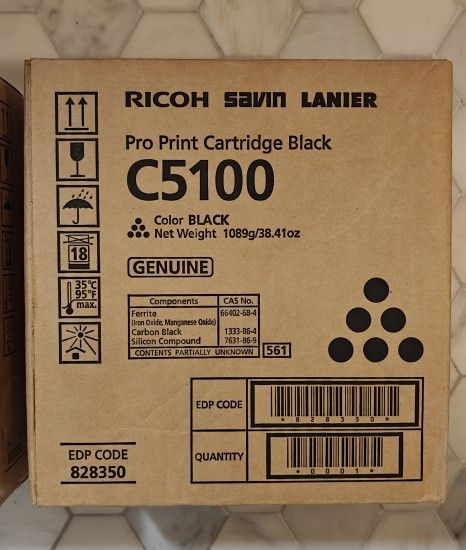 RICOH SAVIN LANIER
Pro Print Cartridge Black
C5100
Color BLACK
Net Weight 1089g/38.41oz
18
GENUINE
35°C
95°F
max.
Components CAS No.
Ferrite 66402-68-4
(Iron Oxide, Manganese Oxide)
Carbon Black 1333-86-4
Silicon Compound 7631-86-9
CONTENTS PARTIALLY UNKNOWN 561
EDP CODE
*828350*
QUANTITY
*0001*
EDP CODE
828350